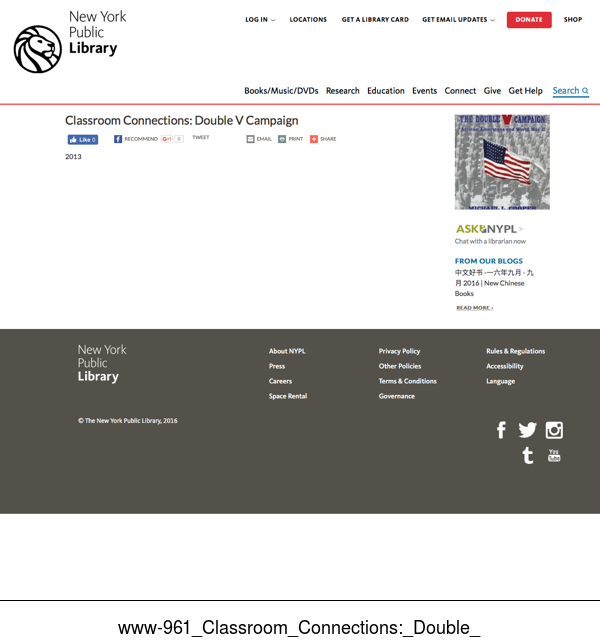 New York
Public
Library
LOG IN
LOCATIONS
GET A LIBRARY CARD
GET EMAIL UPDATES
DONATE
SHOP
Books/Music/DVDs
Research
Education
Events
Connect
Give
Get Help
Search
Classroom Connections: Double V Campaign
Like 0
RECOMMEND
G+1
0
TWEET
EMAIL
PRINT
SHARE
2013
THE DOUBLE V CAMPAIGN
African Americans and World War II
MICHAEL L. COOPER
ASK NYPL >
Chat with a librarian now
FROM OUR BLOGS
中文好书 -一六年九月 - 九
月 2016 | New Chinese
Books
READ MORE ›
New York
Public
Library
About NYPL
Press
Careers
Space Rental
Privacy Policy
Other Policies
Terms & Conditions
Governance
Rules & Regulations
Accessibility
Language
© The New York Public Library, 2016
You
Tube
www-961_Classroom_Connections:_Double_